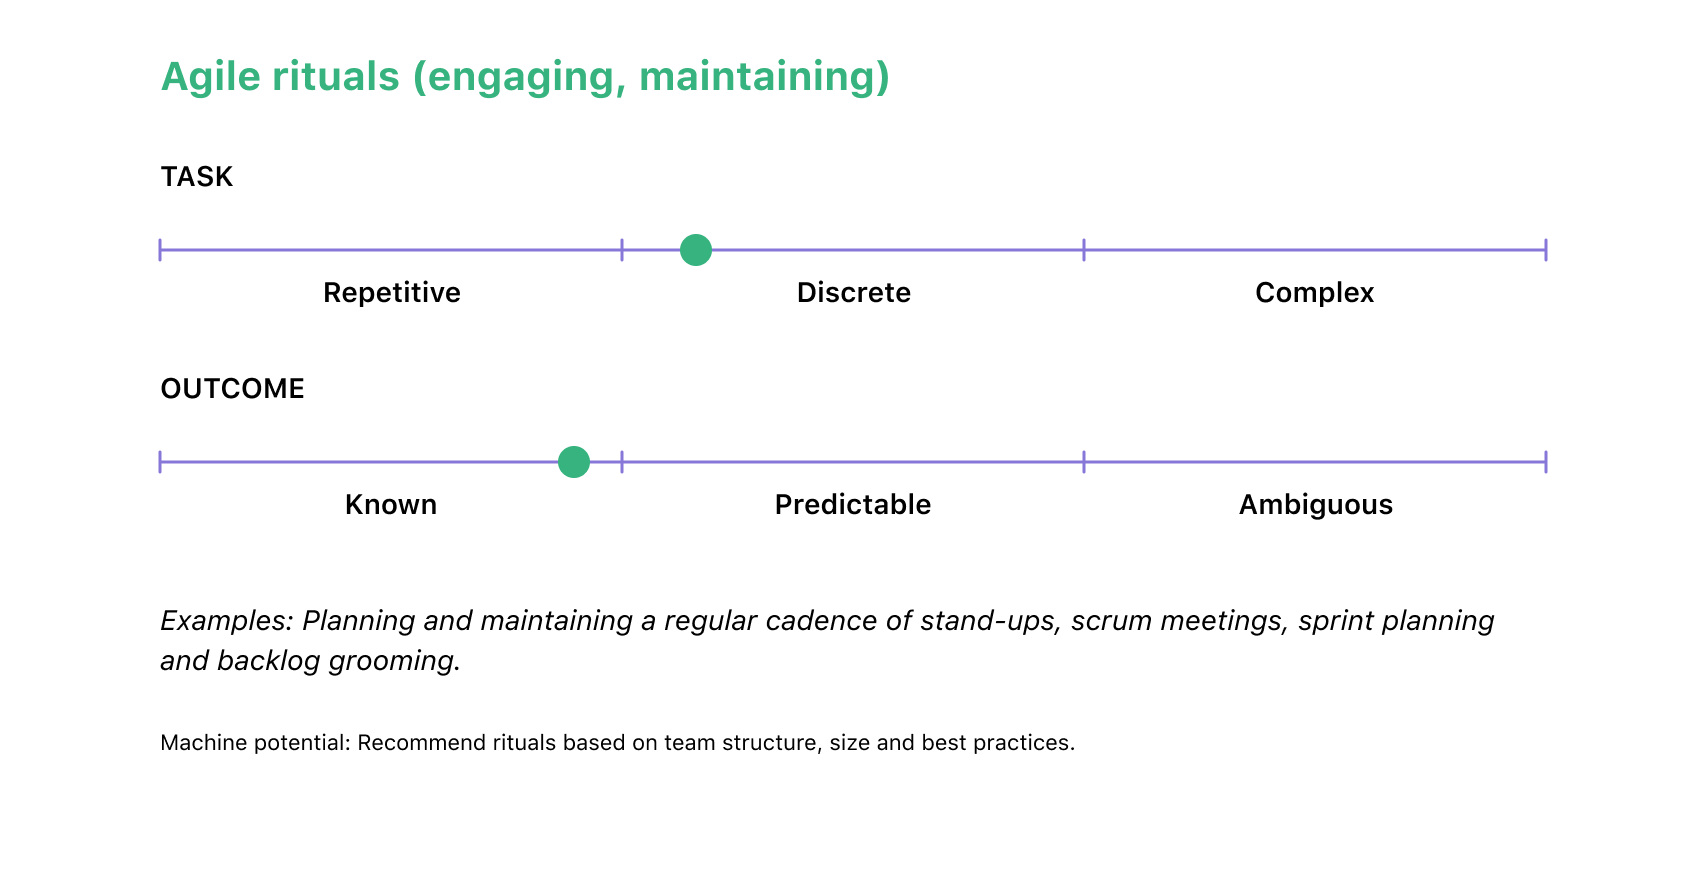 Agile rituals (engaging, maintaining)
TASK
Repetitive
Discrete
Complex
OUTCOME
Known
Predictable
Ambiguous
Examples: Planning and maintaining a regular cadence of stand-ups, scrum meetings, sprint planning
and backlog grooming.
Machine potential: Recommend rituals based on team structure, size and best practices.